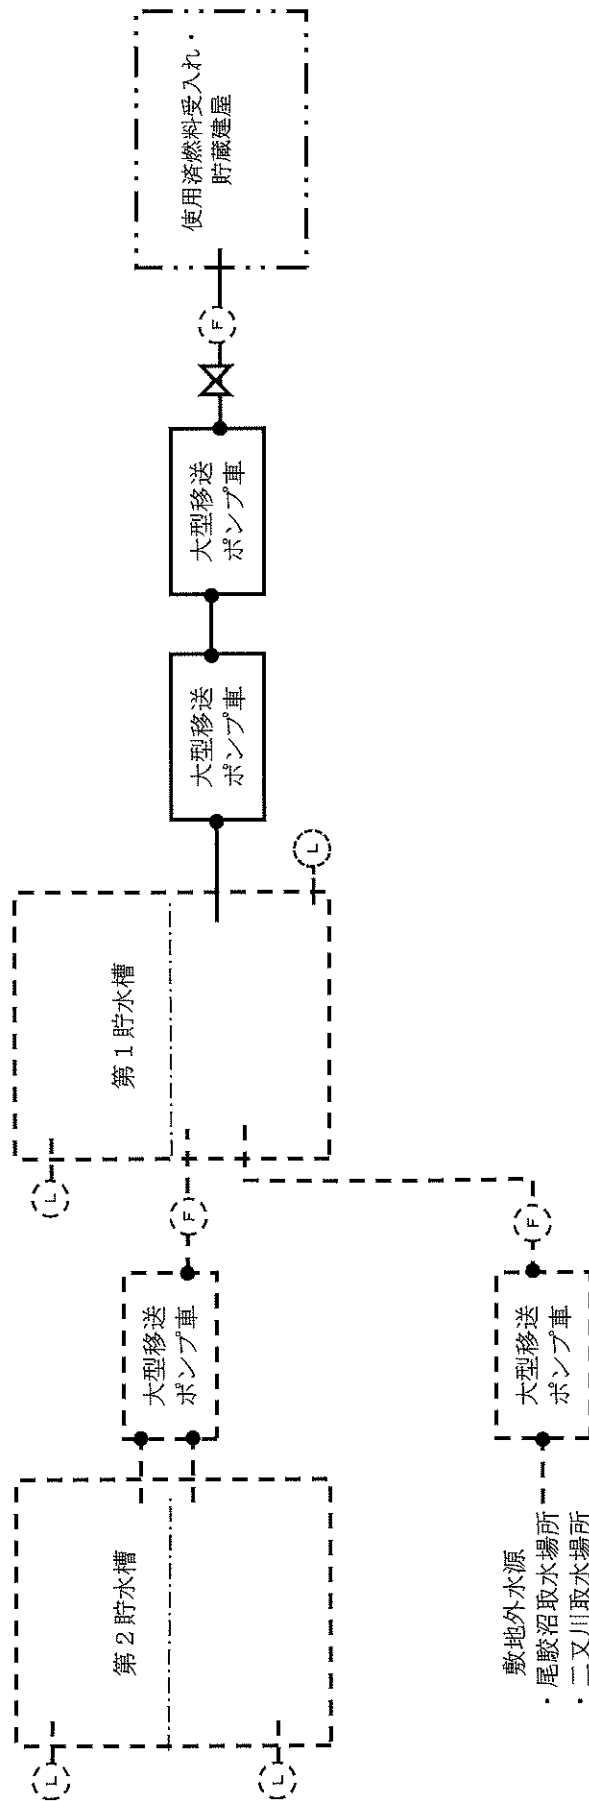 第2貯水槽
L
L
敷地外水源
・尾駮沼取水場所
・二又川取水場所
大型移送
ポンプ車
F
大型移送
ポンプ車
F
第1貯水槽
L
L
大型移送
ポンプ車
大型移送
ポンプ車
F
使用済燃料受入れ・
貯蔵建屋